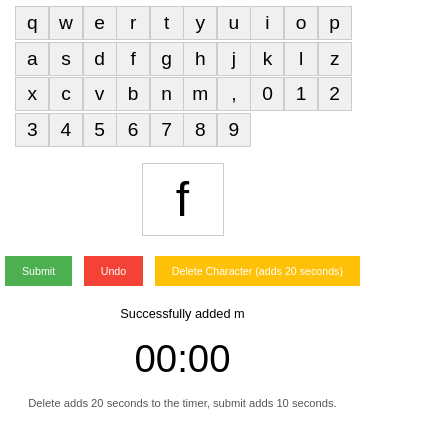 q w e r t y u i o p
a s d f g h j k l z
x c v b n m , 0 1 2
3 4 5 6 7 8 9
f
Submit Undo Delete Character (adds 20 seconds)
Successfully added m
00:00
Delete adds 20 seconds to the timer, submit adds 10 seconds.